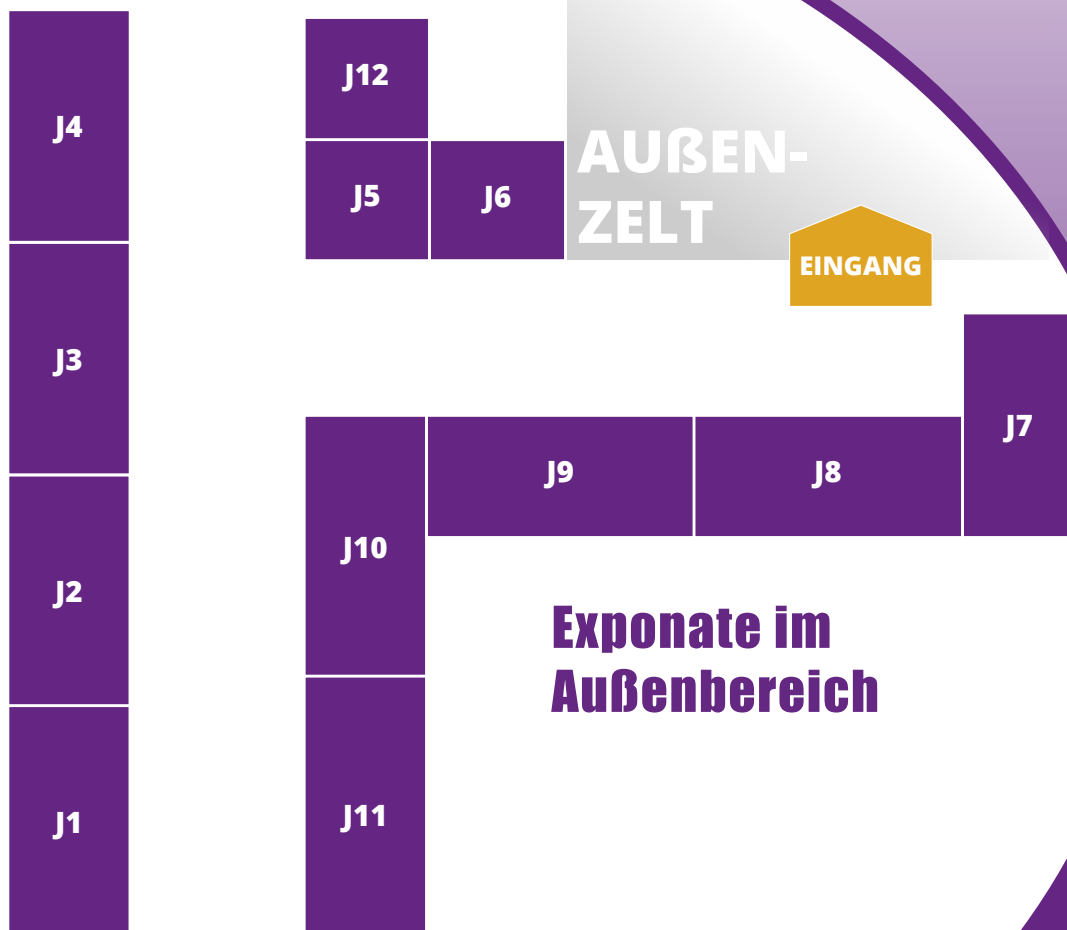 J4
J12
AUßEN-
ZELT
J5
J6
EINGANG
J3
J7
J9
J8
J10
J2
Exponate im
Außenbereich
J11
J1